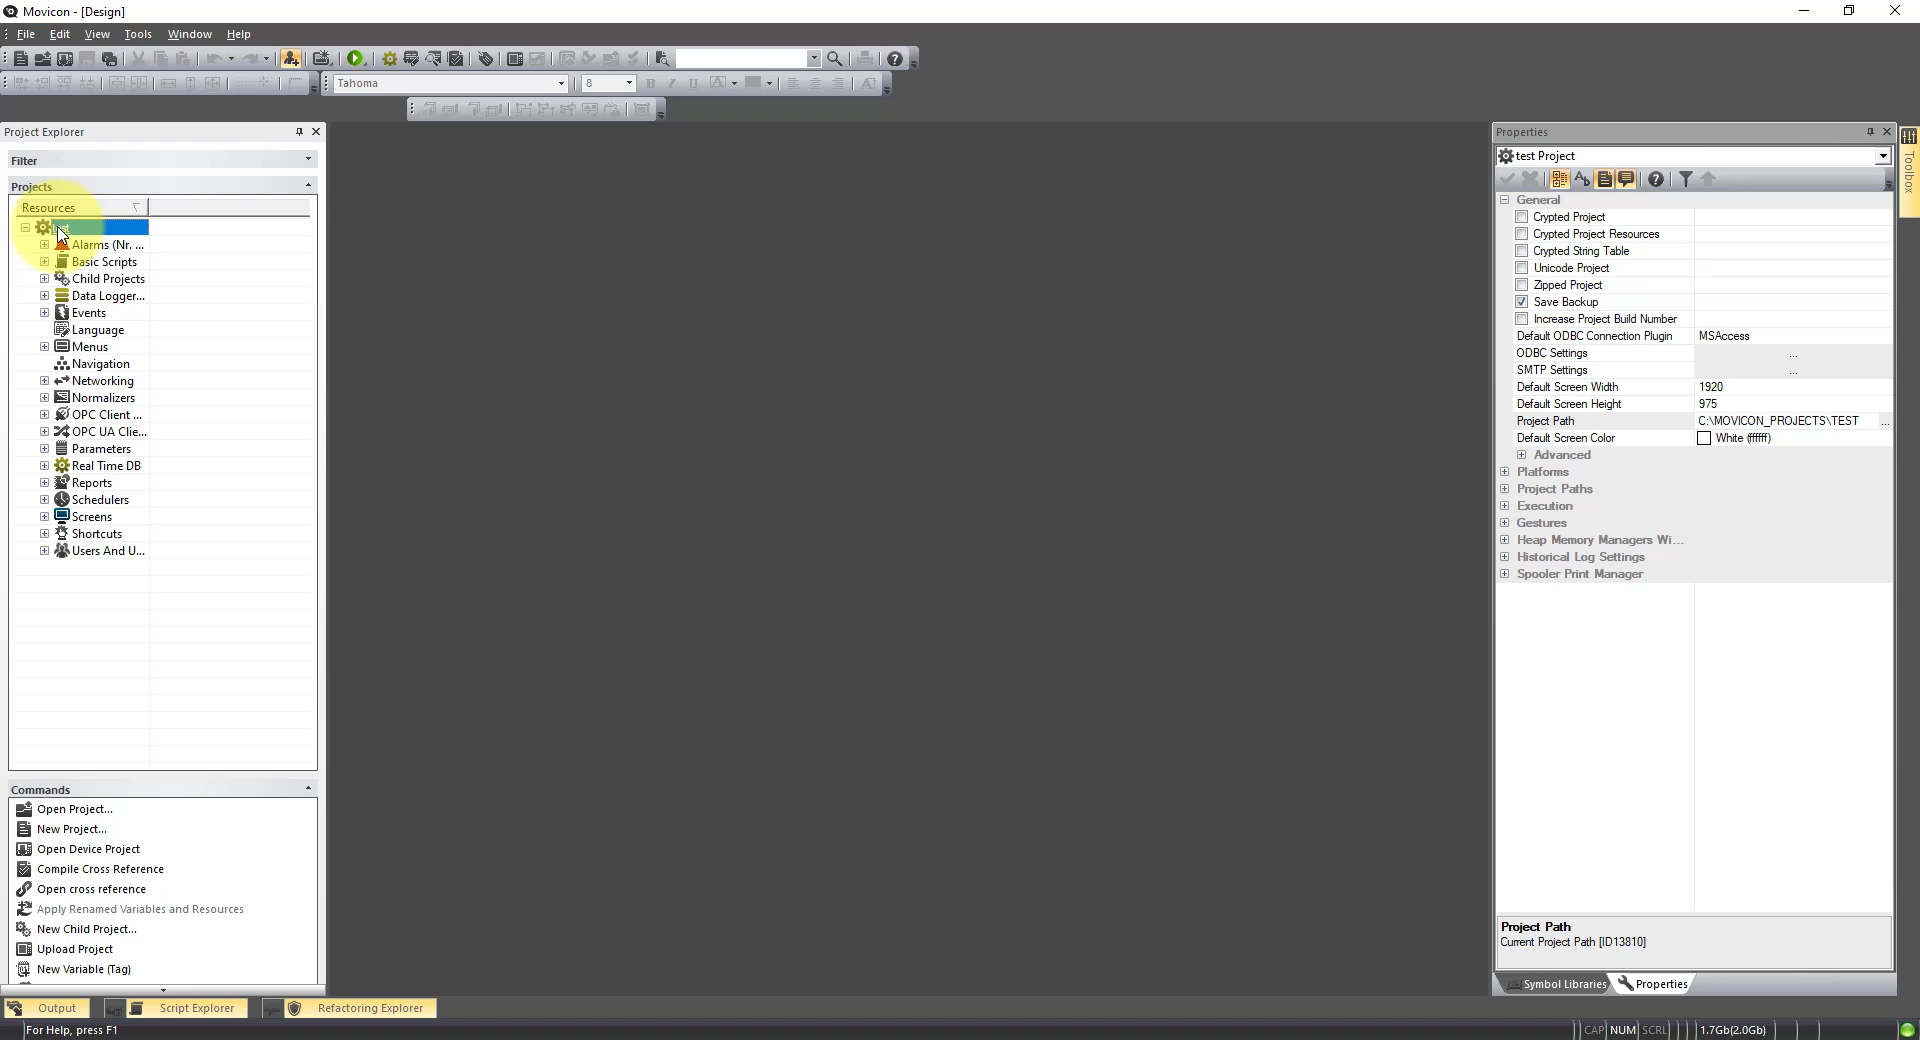 Movicon - [Design]
File Edit View Tools Window Help
Tahoma 8
Project Explorer
Filter
Projects
Resources
Alarms (Nr. ...
Basic Scripts
Child Projects
Data Logger...
Events
Language
Menus
Navigation
Networking
Normalizers
OPC Client ...
OPC UA Clie...
Parameters
Real Time DB
Reports
Schedulers
Screens
Shortcuts
Users And U...
Commands
Open Project...
New Project...
Open Device Project
Compile Cross Reference
Open cross reference
Apply Renamed Variables and Resources
New Child Project...
Upload Project
New Variable (Tag)
Output Script Explorer Refactoring Explorer
For Help, press F1
Properties
test Project
General
Crypted Project
Crypted Project Resources
Crypted String Table
Unicode Project
Zipped Project
Save Backup
Increase Project Build Number
Default ODBC Connection Plugin MSAccess
ODBC Settings ...
SMTP Settings ...
Default Screen Width 1920
Default Screen Height 975
Project Path C:\MOVICON_PROJECTS\TEST ...
Default Screen Color White (ffffff)
Advanced
Platforms
Project Paths
Execution
Gestures
Heap Memory Managers Wi...
Historical Log Settings
Spooler Print Manager
Project Path
Current Project Path [ID13810]
Symbol Libraries Properties
Toolbox
CAP NUM SCRL 1.7Gb(2.0Gb)